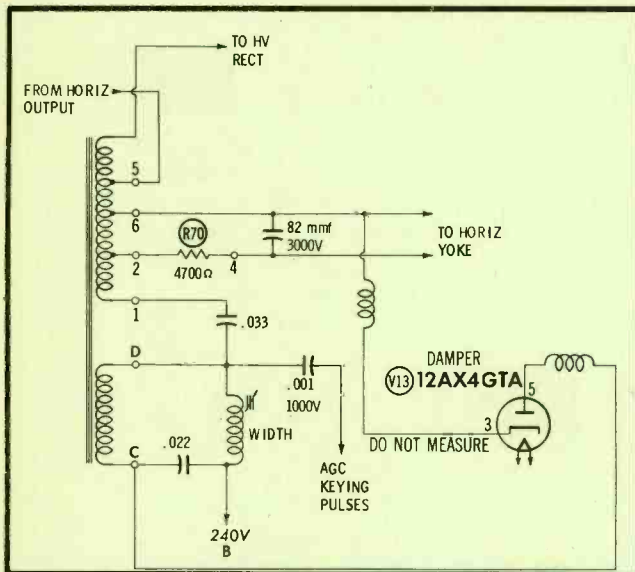 TO HV
RECT
FROM HORIZ
OUTPUT
5
6
82 mmf
3000V
TO HORIZ
YOKE
R70
2
4
4700Ω
1
.033
D
DAMPER
V13 12AX4GTA
.001
1000V
5
3
WIDTH
DO NOT MEASURE
.022
C
AGC
KEYING
PULSES
240V
B